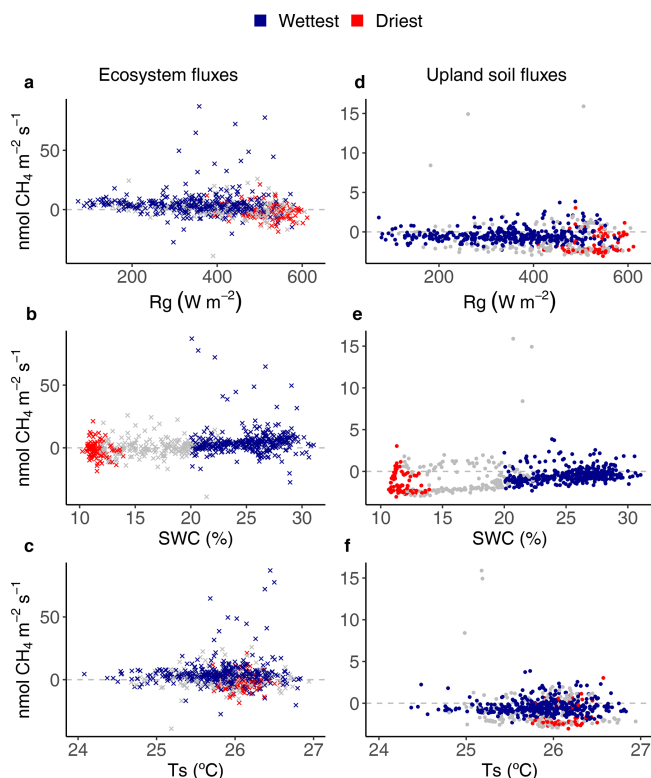 Wettest Driest
Ecosystem fluxes
Upland soil fluxes
a
nmol CH₄ m⁻² s⁻¹
50
0
200 400 600
Rg (W m⁻²)
d
15
10
5
0
200 400 600
Rg (W m⁻²)
b
nmol CH₄ m⁻² s⁻¹
50
0
10 15 20 25 30
SWC (%)
e
15
10
5
0
10 15 20 25 30
SWC (%)
c
nmol CH₄ m⁻² s⁻¹
50
0
24 25 26 27
Ts (ºC)
f
15
10
5
0
24 25 26 27
Ts (ºC)